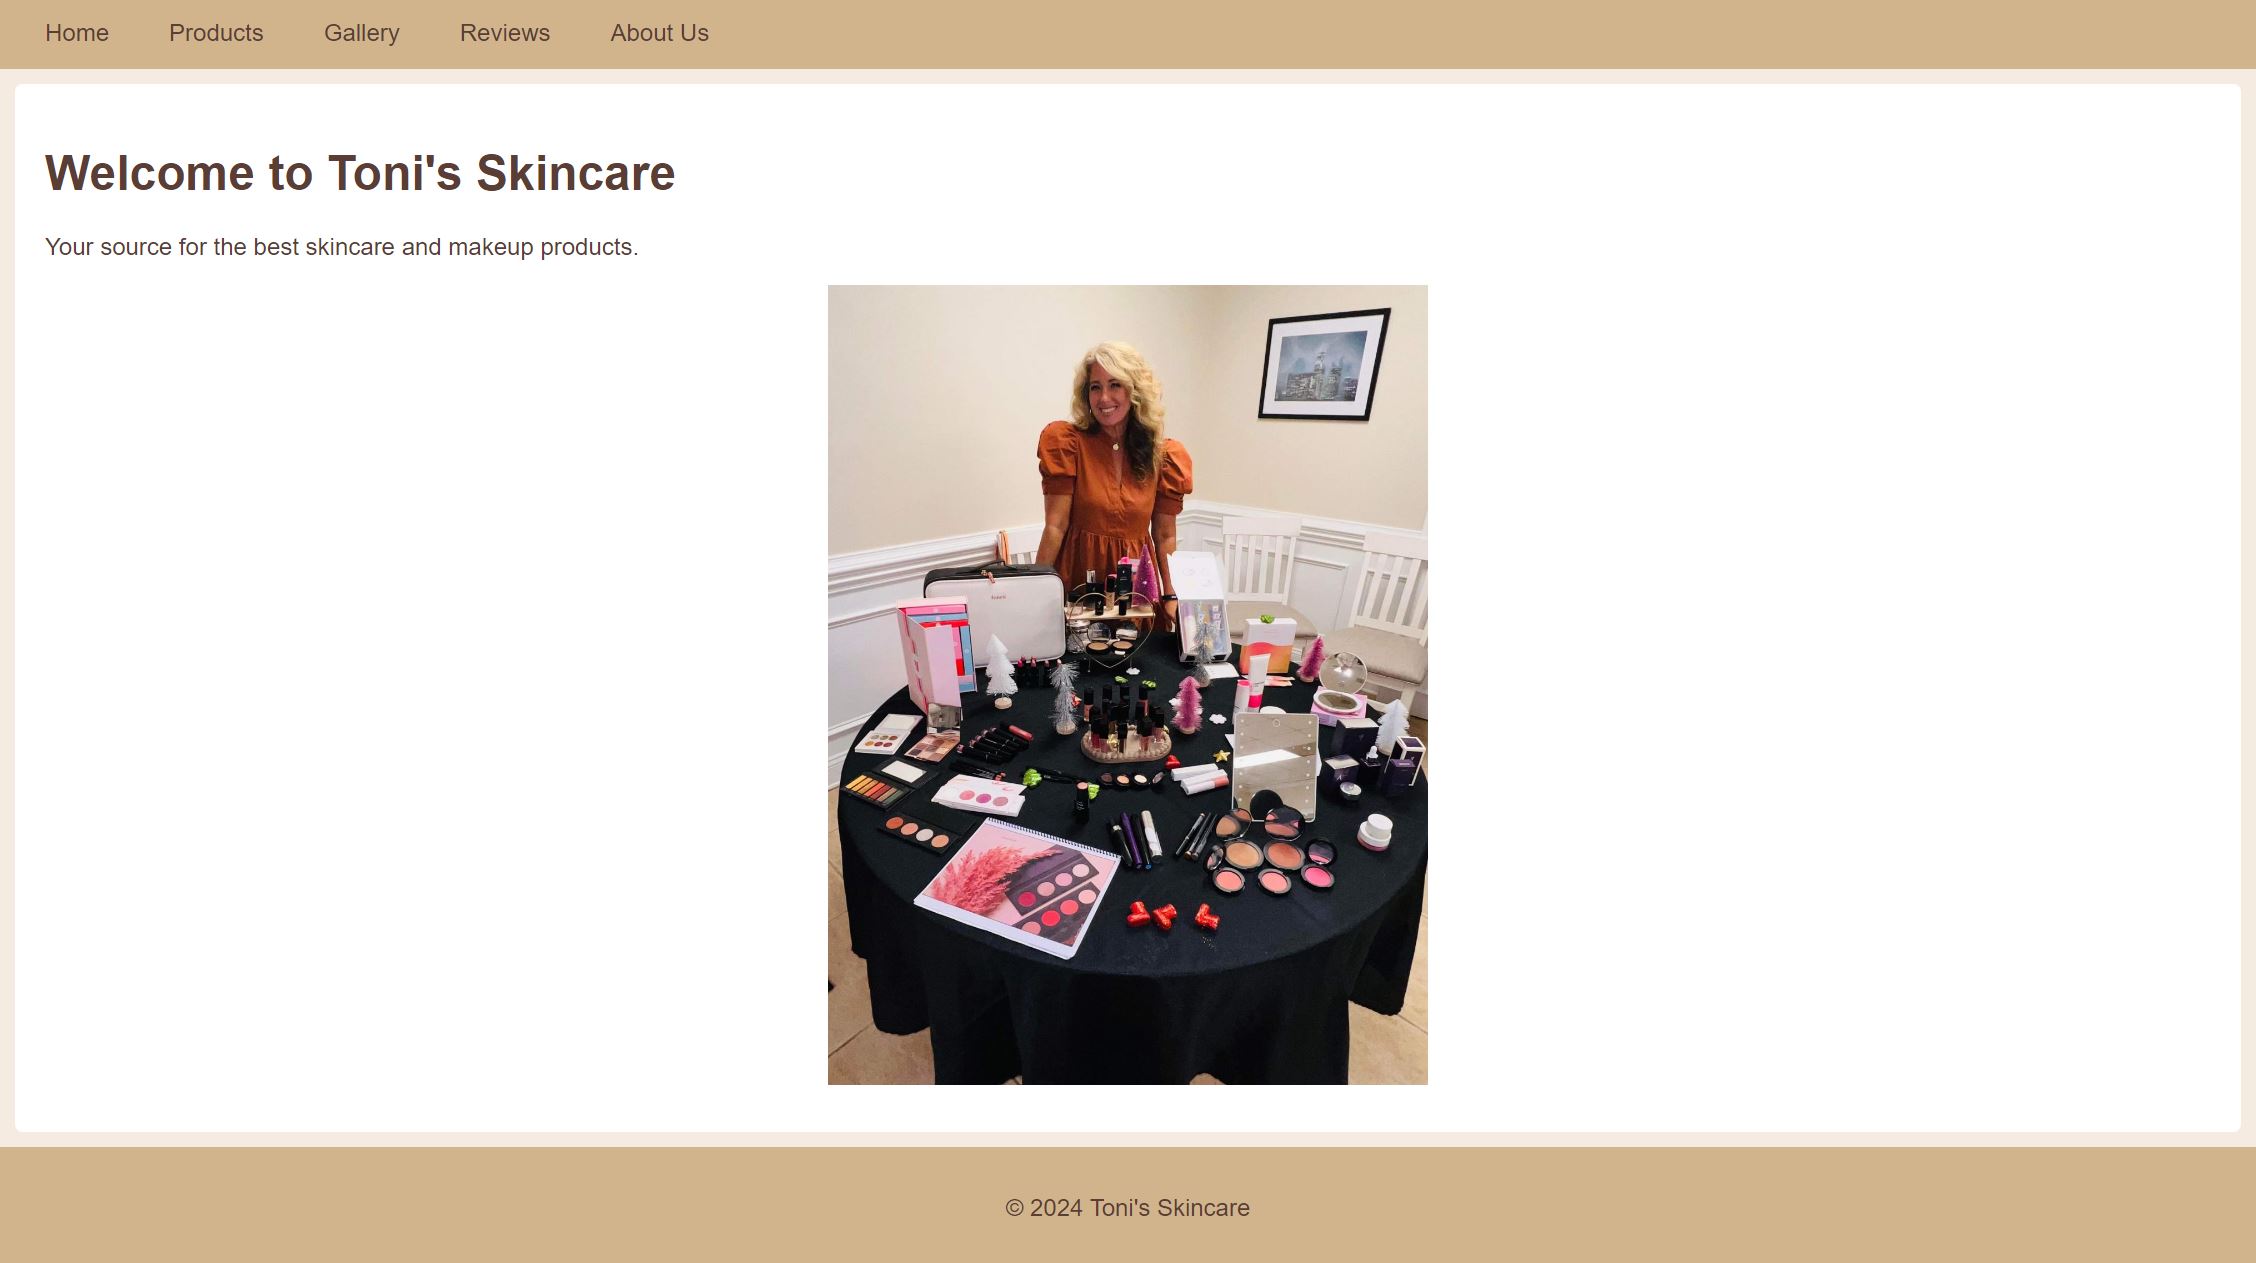 Home
Products
Gallery
Reviews
About Us
Welcome to Toni's Skincare
Your source for the best skincare and makeup products.
© 2024 Toni's Skincare